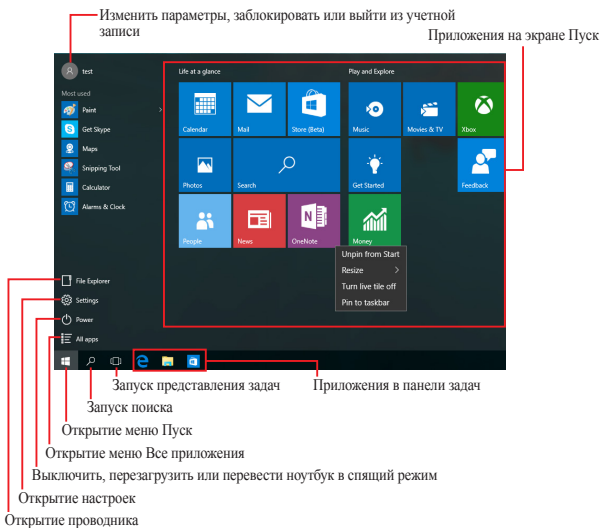 Изменить параметры, заблокировать или выйти из учетной
записи
Приложения на экране Пуск
test
Life at a glance
Play and Explore
Most used
Paint
Get Skype
Maps
Snipping Tool
Calculator
Alarms & Clock
Calendar
Mail
Store (Beta)
Music
Movies & TV
Xbox
Photos
Search
Get Started
Feedback
People
News
OneNote
Money
Unpin from Start
Resize
Turn live tile off
Pin to taskbar
File Explorer
Settings
Power
All apps
Запуск представления задач
Приложения в панели задач
Запуск поиска
Открытие меню Пуск
Открытие меню Все приложения
Выключить, перезагрузить или перевести ноутбук в спящий режим
Открытие настроек
Открытие проводника